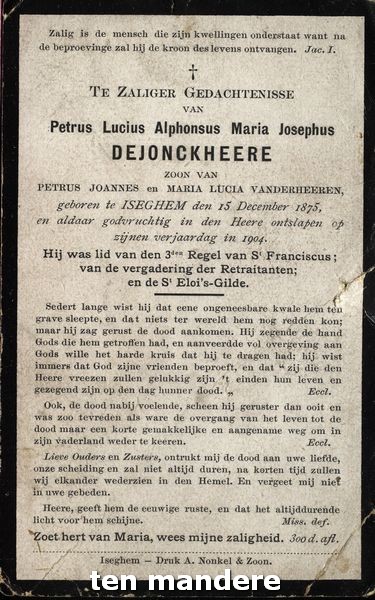 Zalig is de mensch die zijn kwellingen onderstaat want na
de beproevinge zal hij de kroon des levens ontvangen. Jac. I.
†
TE ZALIGER GEDACHTENISSE
VAN
Petrus Lucius Alphonsus Maria Josephus
DEJONCKHEERE
ZOON VAN
PETRUS JOANNES en MARIA LUCIA VANDERHEEREN,
geboren te ISEGHEM den 15 December 1875,
en aldaar godvruchtig in den Heere ontslapen op
zijnen verjaardag in 1904.
Hij was lid van den 3den Regel van St Franciscus;
van de vergadering der Retraitanten;
en de St Eloi's-Gilde.
Sedert lange wist hij dat eene ongeneesbare kwale hem ten
grave sleepte, en dat niets ter wereld hem nog redden kon;
maar hij zag gerust de dood aankomen. Hij zegende de hand
Gods die hem getroffen had, en aanveerdde vol overgeving aan
Gods wille het harde kruis dat hij te dragen had; hij wist
immers dat God zijne vrienden beproeft, en dat “ zij die den
Heere vreezen zullen gelukkig zijn 't einden hun leven en
gezegend zijn op den dag hunner dood. „ Eccl.
Ook, de dood nabij voelende, scheen hij geruster dan ooit en
was zoo tevreden als ware de overgang van het leven tot de
dood maar een korte gemakkelijke en aangename weg om in
zijn vaderland weder te keeren. Eccl.
Lieve Ouders en Zusters, ontrukt mij de dood aan uwe liefde,
onze scheiding en zal niet altijd duren, na korten tijd zullen
wij elkander wederzien in den Hemel. En vergeet mij niet
in uwe gebeden.
Heere, geeft hem de eeuwige rust, en dat het altijddurende
licht voor hem schijne. Miss. def.
Zoet hert van Maria, wees mijne zaligheid. 300 d. afl.
Iseghem — Druk A. Nonkel & Zoon.
ten mandere